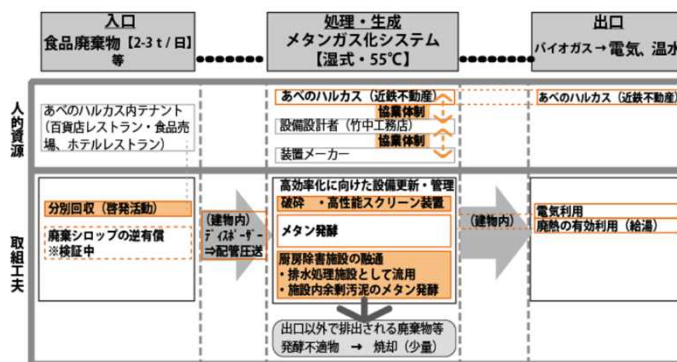 入口
食品廃棄物【2-3ｔ/日】
等
処理・生成
メタンガス化システム
【湿式・55℃】
出口
バイオガス→電気、温水
人的資源
あべのハルカス内テナント
（百貨店レストラン・食品売
場、ホテルレストラン）
あべのハルカス（近鉄不動産）
協業体制
設備設計者（竹中工務店）
協業体制
装置メーカー
あべのハルカス（近鉄不動産）
取組工夫
分別回収（啓発活動）
廃棄シロップの逆有償
※検証中
（建物内）
ﾃﾞｨｽﾎﾟｰｻﾞｰ
⇒配管圧送
高効率化に向けた設備更新・管理
破砕　・高性能スクリーン装置
メタン発酵
厨房除害施設の融通
・排水処理施設として流用
・施設内余剰汚泥のメタン発酵
（建物内）
電気利用
廃熱の有効利用（給湯）
出口以外で排出される廃棄物等
発酵不適物　→　焼却（少量）